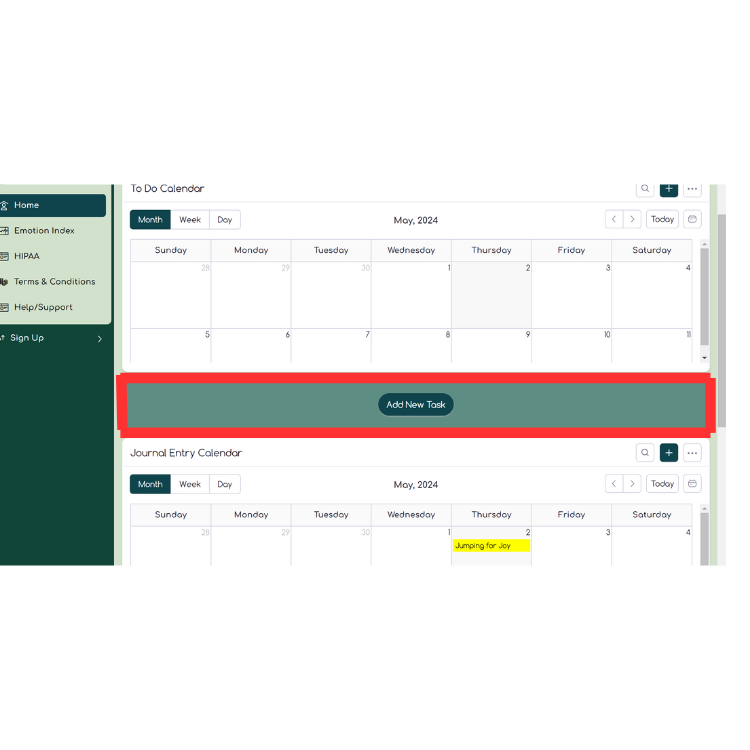 To Do Calendar
Home
Emotion Index
HIPAA
Terms & Conditions
Help/Support
Sign Up
Month Week Day May, 2024 Today
Sunday Monday Tuesday Wednesday Thursday Friday Saturday
28 29 30 1 2 3 4
5 6 7 8 9 10 11
Add New Task
Journal Entry Calendar
Month Week Day May, 2024 Today
Sunday Monday Tuesday Wednesday Thursday Friday Saturday
28 29 30 1 2 3 4
Jumping for Joy